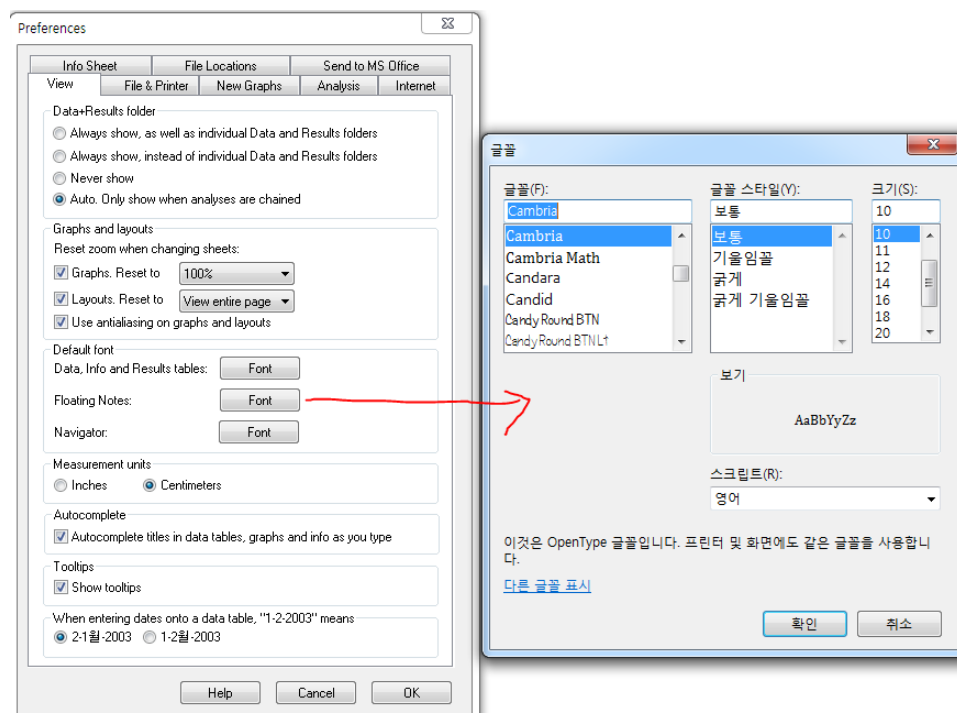 Preferences
Info Sheet
File Locations
Send to MS Office
View
File & Printer
New Graphs
Analysis
Internet
Data+Results folder
Always show, as well as individual Data and Results folders
Always show, instead of individual Data and Results folders
Never show
Auto. Only show when analyses are chained
Graphs and layouts
Reset zoom when changing sheets:
Graphs. Reset to
100%
Layouts. Reset to
View entire page
Use antialiasing on graphs and layouts
Default font
Data, Info and Results tables:
Font
Floating Notes:
Font
Navigator:
Font
Measurement units
Inches
Centimeters
Autocomplete
Autocomplete titles in data tables, graphs and info as you type
Tooltips
Show tooltips
When entering dates onto a data table, "1-2-2003" means
2-1월-2003
1-2월-2003
Help
Cancel
OK
글꼴
글꼴(F):
Cambria
Cambria
Cambria Math
Candara
Candid
Candy Round BTN
Candy Round BTN Lt
글꼴 스타일(Y):
보통
보통
기울임꼴
굵게
굵게 기울임꼴
크기(S):
10
10
11
12
14
16
18
20
보기
AaBbYyZz
스크립트(R):
영어
이것은 OpenType 글꼴입니다. 프린터 및 화면에도 같은 글꼴을 사용합니
다.
다른 글꼴 표시
확인
취소